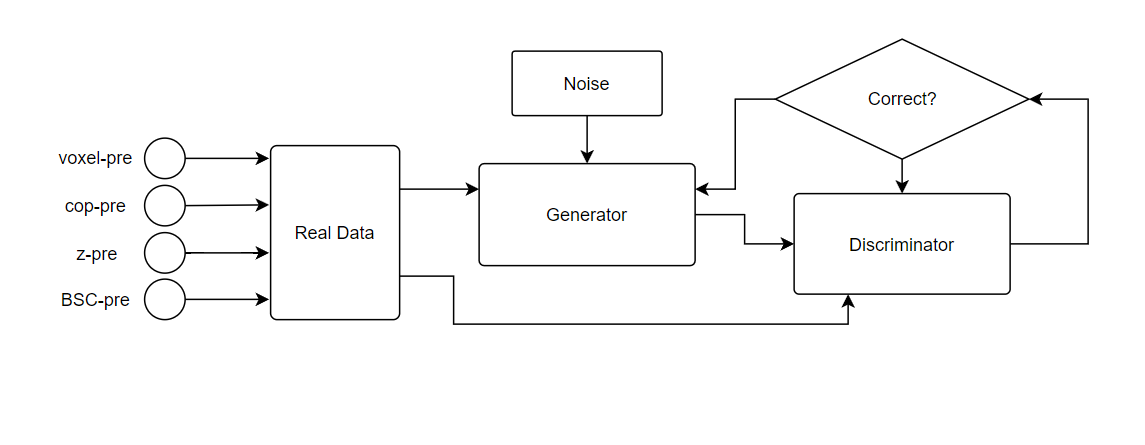 Noise
Correct?
voxel-pre
cop-pre
z-pre
BSC-pre
Real Data
Generator
Discriminator